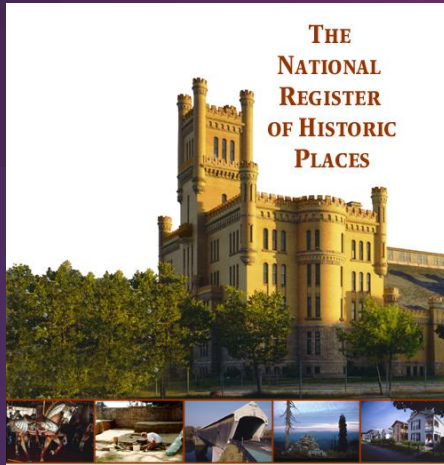 THE
NATIONAL
REGISTER
OF HISTORIC
PLACES